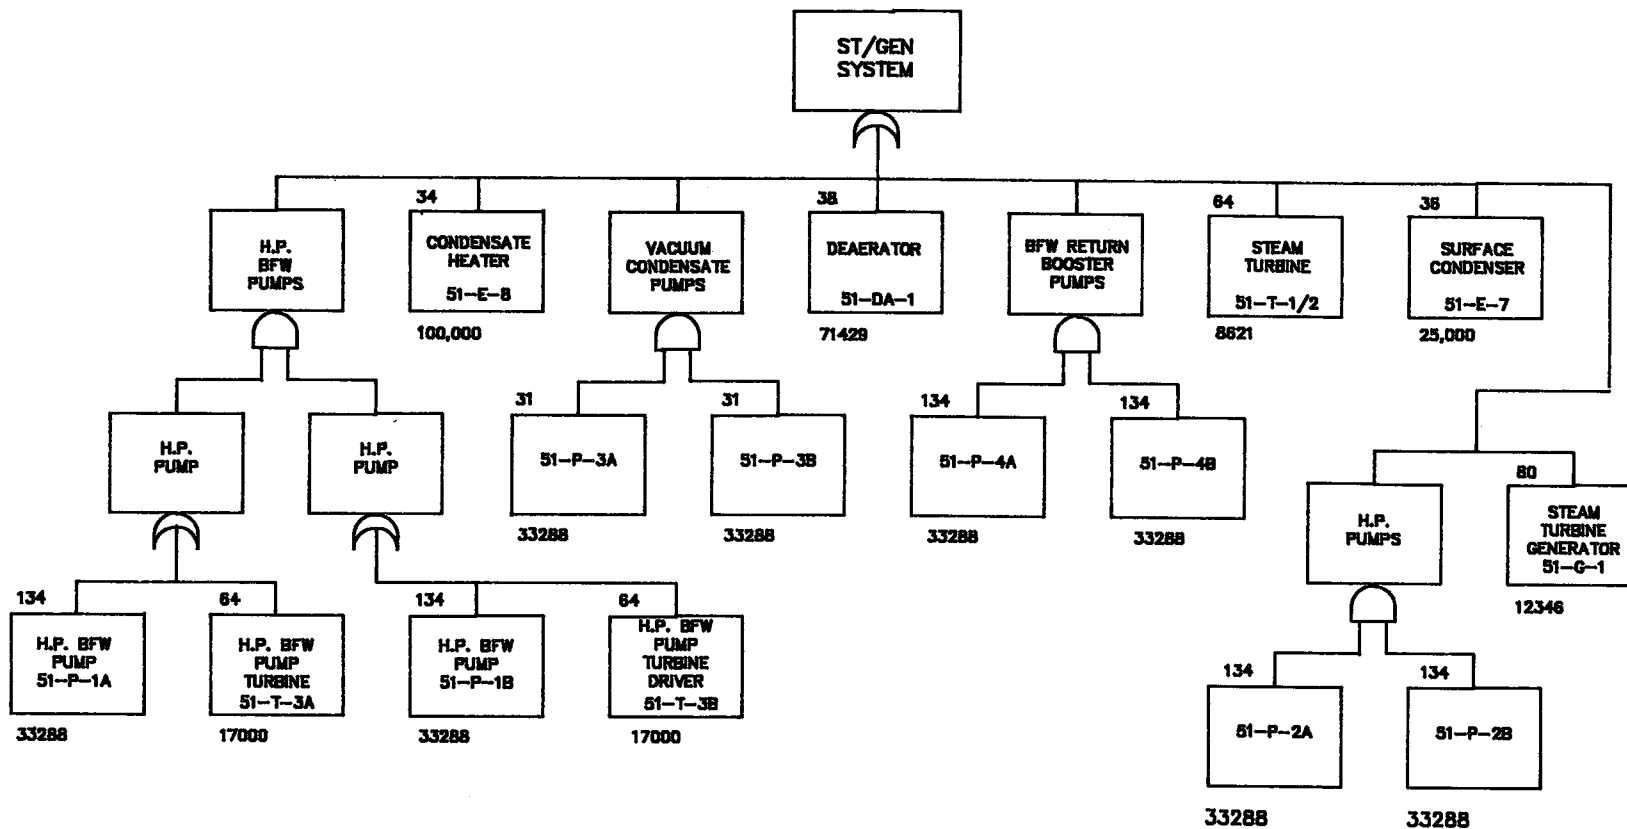 ST/GEN
SYSTEM
34
38
64
36
H.P.
BFW
PUMPS
CONDENSATE
HEATER
51-E-8
VACUUM
CONDENSATE
PUMPS
DEAERATOR
51-DA-1
BFW RETURN
BOOSTER
PUMPS
STEAM
TURBINE
51-T-1/2
SURFACE
CONDENSER
51-E-7
100,000
71429
8621
25,000
31
31
134
134
H.P.
PUMP
H.P.
PUMP
51-P-3A
51-P-3B
51-P-4A
51-P-4B
33288
33288
33288
33288
80
H.P.
PUMPS
STEAM
TURBINE
GENERATOR
51-G-1
12346
134
64
134
64
H.P. BFW
PUMP
51-P-1A
H.P. BFW
PUMP
TURBINE
51-T-3A
H.P. BFW
PUMP
51-P-1B
H.P. BFW
PUMP
TURBINE
DRIVER
51-T-3B
33288
17000
33288
17000
134
134
51-P-2A
51-P-2B
33288
33288